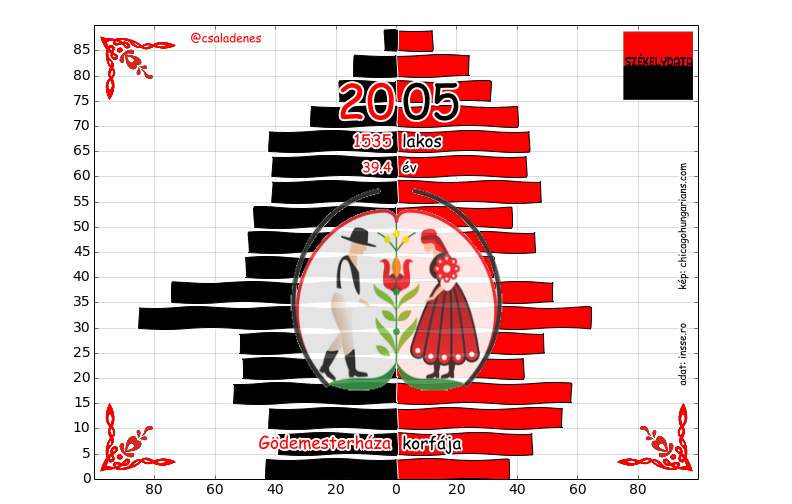 @csaladenes
SZÉKELYDATA
2005
1535 lakos
39.4 év
kép: chicagohungarians.com
adat: insse.ro
Gödemesterháza korfája
85
80
75
70
65
60
55
50
45
40
35
30
25
20
15
10
5
0
80 60 40 20 0 20 40 60 80